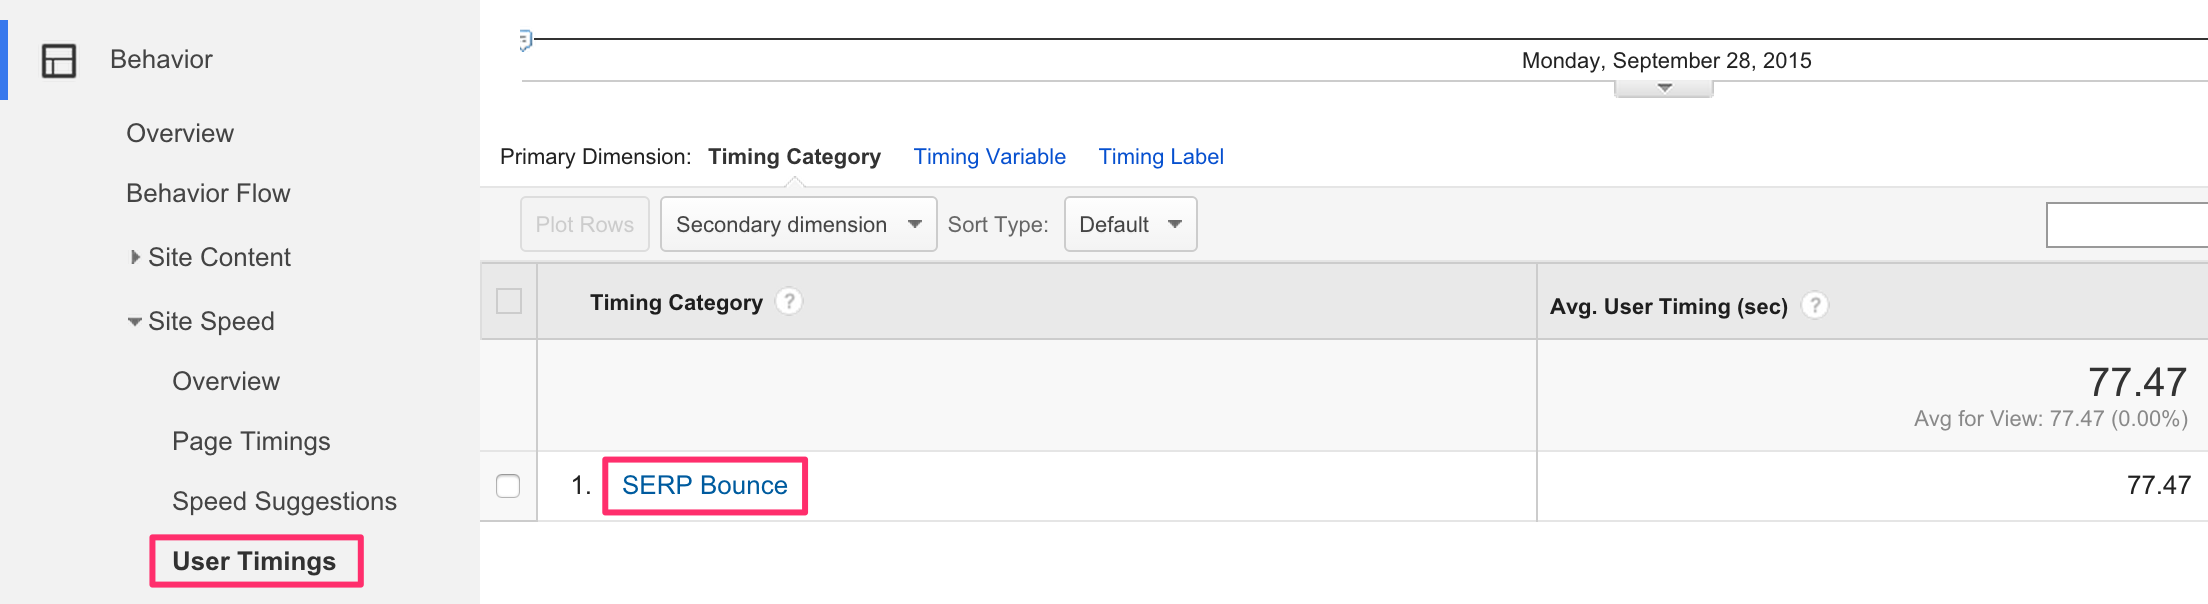 Behavior
Overview
Behavior Flow
Site Content
Site Speed
Overview
Page Timings
Speed Suggestions
User Timings
Monday, September 28, 2015
Primary Dimension: Timing Category Timing Variable Timing Label
Plot Rows Secondary dimension Sort Type: Default
Timing Category ? Avg. User Timing (sec) ?
77.47
Avg for View: 77.47 (0.00%)
1. SERP Bounce 77.47